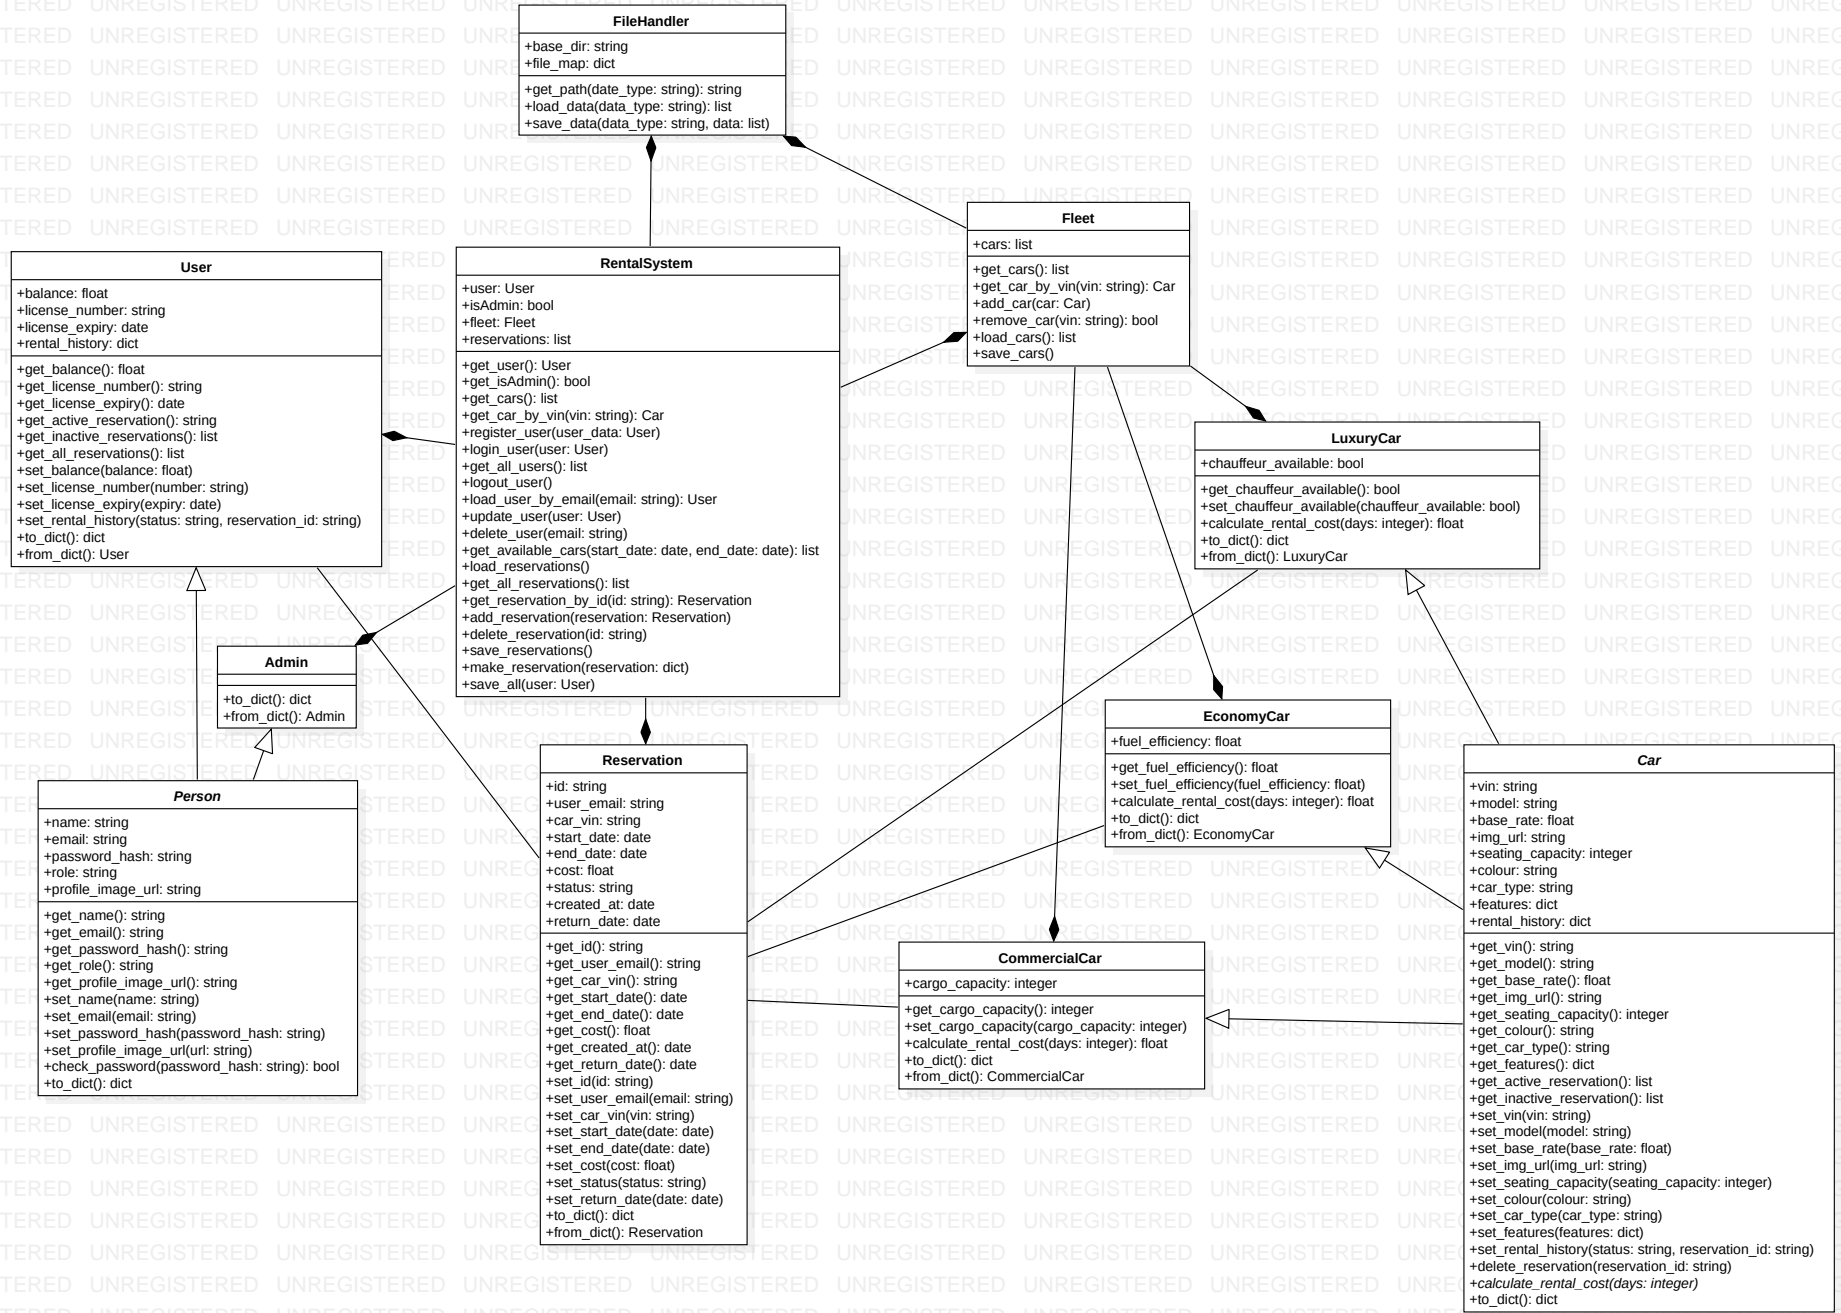 FileHandler
+base_dir: string
+file_map: dict
+get_path(date_type: string): string
+load_data(data_type: string): list
+save_data(data_type: string, data: list)
Fleet
+cars: list
+get_cars(): list
+get_car_by_vin(vin: string): Car
+add_car(car: Car)
+remove_car(vin: string): bool
+load_cars(): list
+save_cars()
User
+balance: float
+license_number: string
+license_expiry: date
+rental_history: dict
+get_balance(): float
+get_license_number(): string
+get_license_expiry(): date
+get_active_reservation(): string
+get_inactive_reservations(): list
+get_all_reservations(): list
+set_balance(balance: float)
+set_license_number(number: string)
+set_license_expiry(expiry: date)
+set_rental_history(status: string, reservation_id: string)
+to_dict(): dict
+from_dict(): User
RentalSystem
+user: User
+isAdmin: bool
+fleet: Fleet
+reservations: list
+get_user(): User
+get_isAdmin(): bool
+get_cars(): list
+get_car_by_vin(vin: string): Car
+register_user(user_data: User)
+login_user(user: User)
+get_all_users(): list
+logout_user()
+load_user_by_email(email: string): User
+update_user(user: User)
+delete_user(email: string)
+get_available_cars(start_date: date, end_date: date): list
+load_reservations()
+get_all_reservations(): list
+get_reservation_by_id(id: string): Reservation
+add_reservation(reservation: Reservation)
+delete_reservation(id: string)
+save_reservations()
+make_reservation(reservation: dict)
+save_all(user: User)
LuxuryCar
+chauffeur_available: bool
+get_chauffeur_available(): bool
+set_chauffeur_available(chauffeur_available: bool)
+calculate_rental_cost(days: integer): float
+to_dict(): dict
+from_dict(): LuxuryCar
Admin
+to_dict(): dict
+from_dict(): Admin
EconomyCar
+fuel_efficiency: float
+get_fuel_efficiency(): float
+set_fuel_efficiency(fuel_efficiency: float)
+calculate_rental_cost(days: integer): float
+to_dict(): dict
+from_dict(): EconomyCar
Person
+name: string
+email: string
+password_hash: string
+role: string
+profile_image_url: string
+get_name(): string
+get_email(): string
+get_password_hash(): string
+get_role(): string
+get_profile_image_url(): string
+set_name(name: string)
+set_email(email: string)
+set_password_hash(password_hash: string)
+set_profile_image_url(url: string)
+check_password(password_hash: string): bool
+to_dict(): dict
Reservation
+id: string
+user_email: string
+car_vin: string
+start_date: date
+end_date: date
+cost: float
+status: string
+created_at: date
+return_date: date
+get_id(): string
+get_user_email(): string
+get_car_vin(): string
+get_start_date(): date
+get_end_date(): date
+get_cost(): float
+get_created_at(): date
+get_return_date(): date
+set_id(id: string)
+set_user_email(email: string)
+set_car_vin(vin: string)
+set_start_date(date: date)
+set_end_date(date: date)
+set_cost(cost: float)
+set_status(status: string)
+set_return_date(date: date)
+to_dict(): dict
+from_dict(): Reservation
CommercialCar
+cargo_capacity: integer
+get_cargo_capacity(): integer
+set_cargo_capacity(cargo_capacity: integer)
+calculate_rental_cost(days: integer): float
+to_dict(): dict
+from_dict(): CommercialCar
Car
+vin: string
+model: string
+base_rate: float
+img_url: string
+seating_capacity: integer
+colour: string
+car_type: string
+features: dict
+rental_history: dict
+get_vin(): string
+get_model(): string
+get_base_rate(): float
+get_img_url(): string
+get_seating_capacity(): integer
+get_colour(): string
+get_car_type(): string
+get_features(): dict
+get_active_reservation(): list
+get_inactive_reservation(): list
+set_vin(vin: string)
+set_model(model: string)
+set_base_rate(base_rate: float)
+set_img_url(img_url: string)
+set_seating_capacity(seating_capacity: integer)
+set_colour(colour: string)
+set_car_type(car_type: string)
+set_features(features: dict)
+set_rental_history(status: string, reservation_id: string)
+delete_reservation(reservation_id: string)
+calculate_rental_cost(days: integer)
+to_dict(): dict
UNREGISTERED